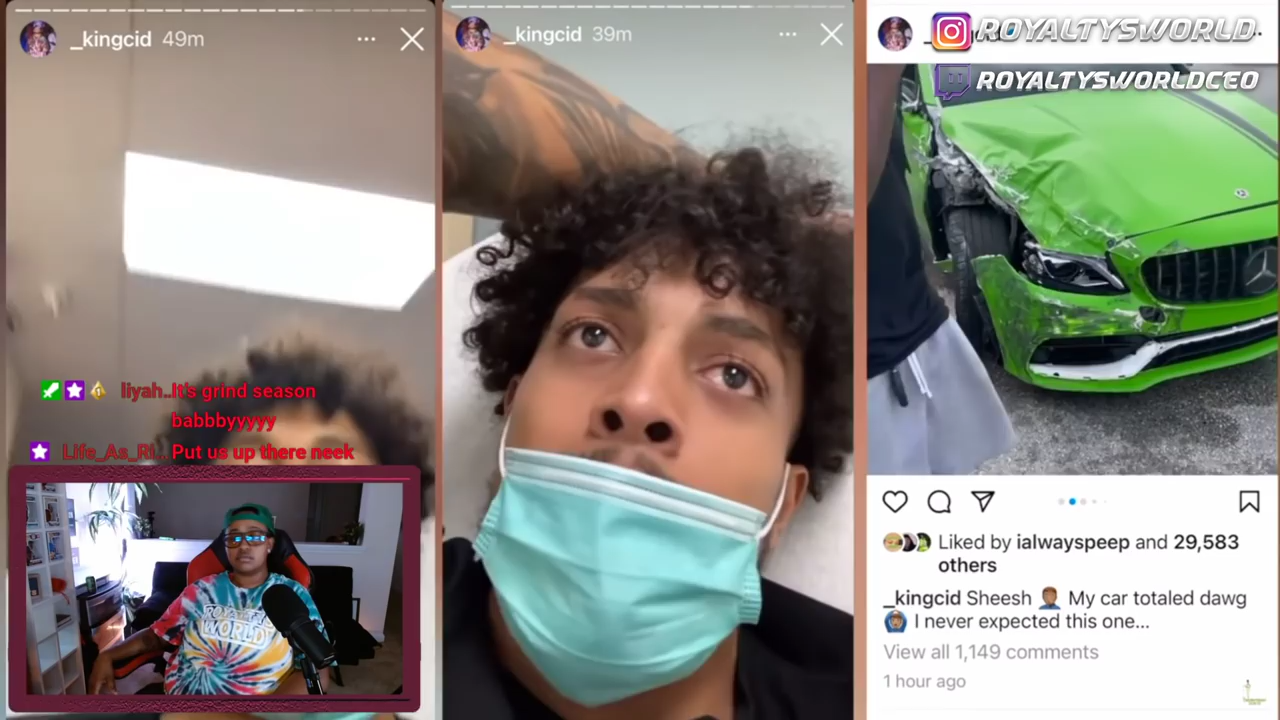 _kingcid 49m
_kingcid 39m
ROYALTYSWORLD
ROYALTYSWORLDCEO
liyah..It's grind season
babbbyyyyy
Life_As_Ri... Put us up there neek
WORLD
Liked by ialwayspeep and 29,583
others
_kingcid Sheesh 🤦🏽‍♂️ My car totaled dawg
🙆🏽‍♂️ I never expected this one...
View all 1,149 comments
1 hour ago